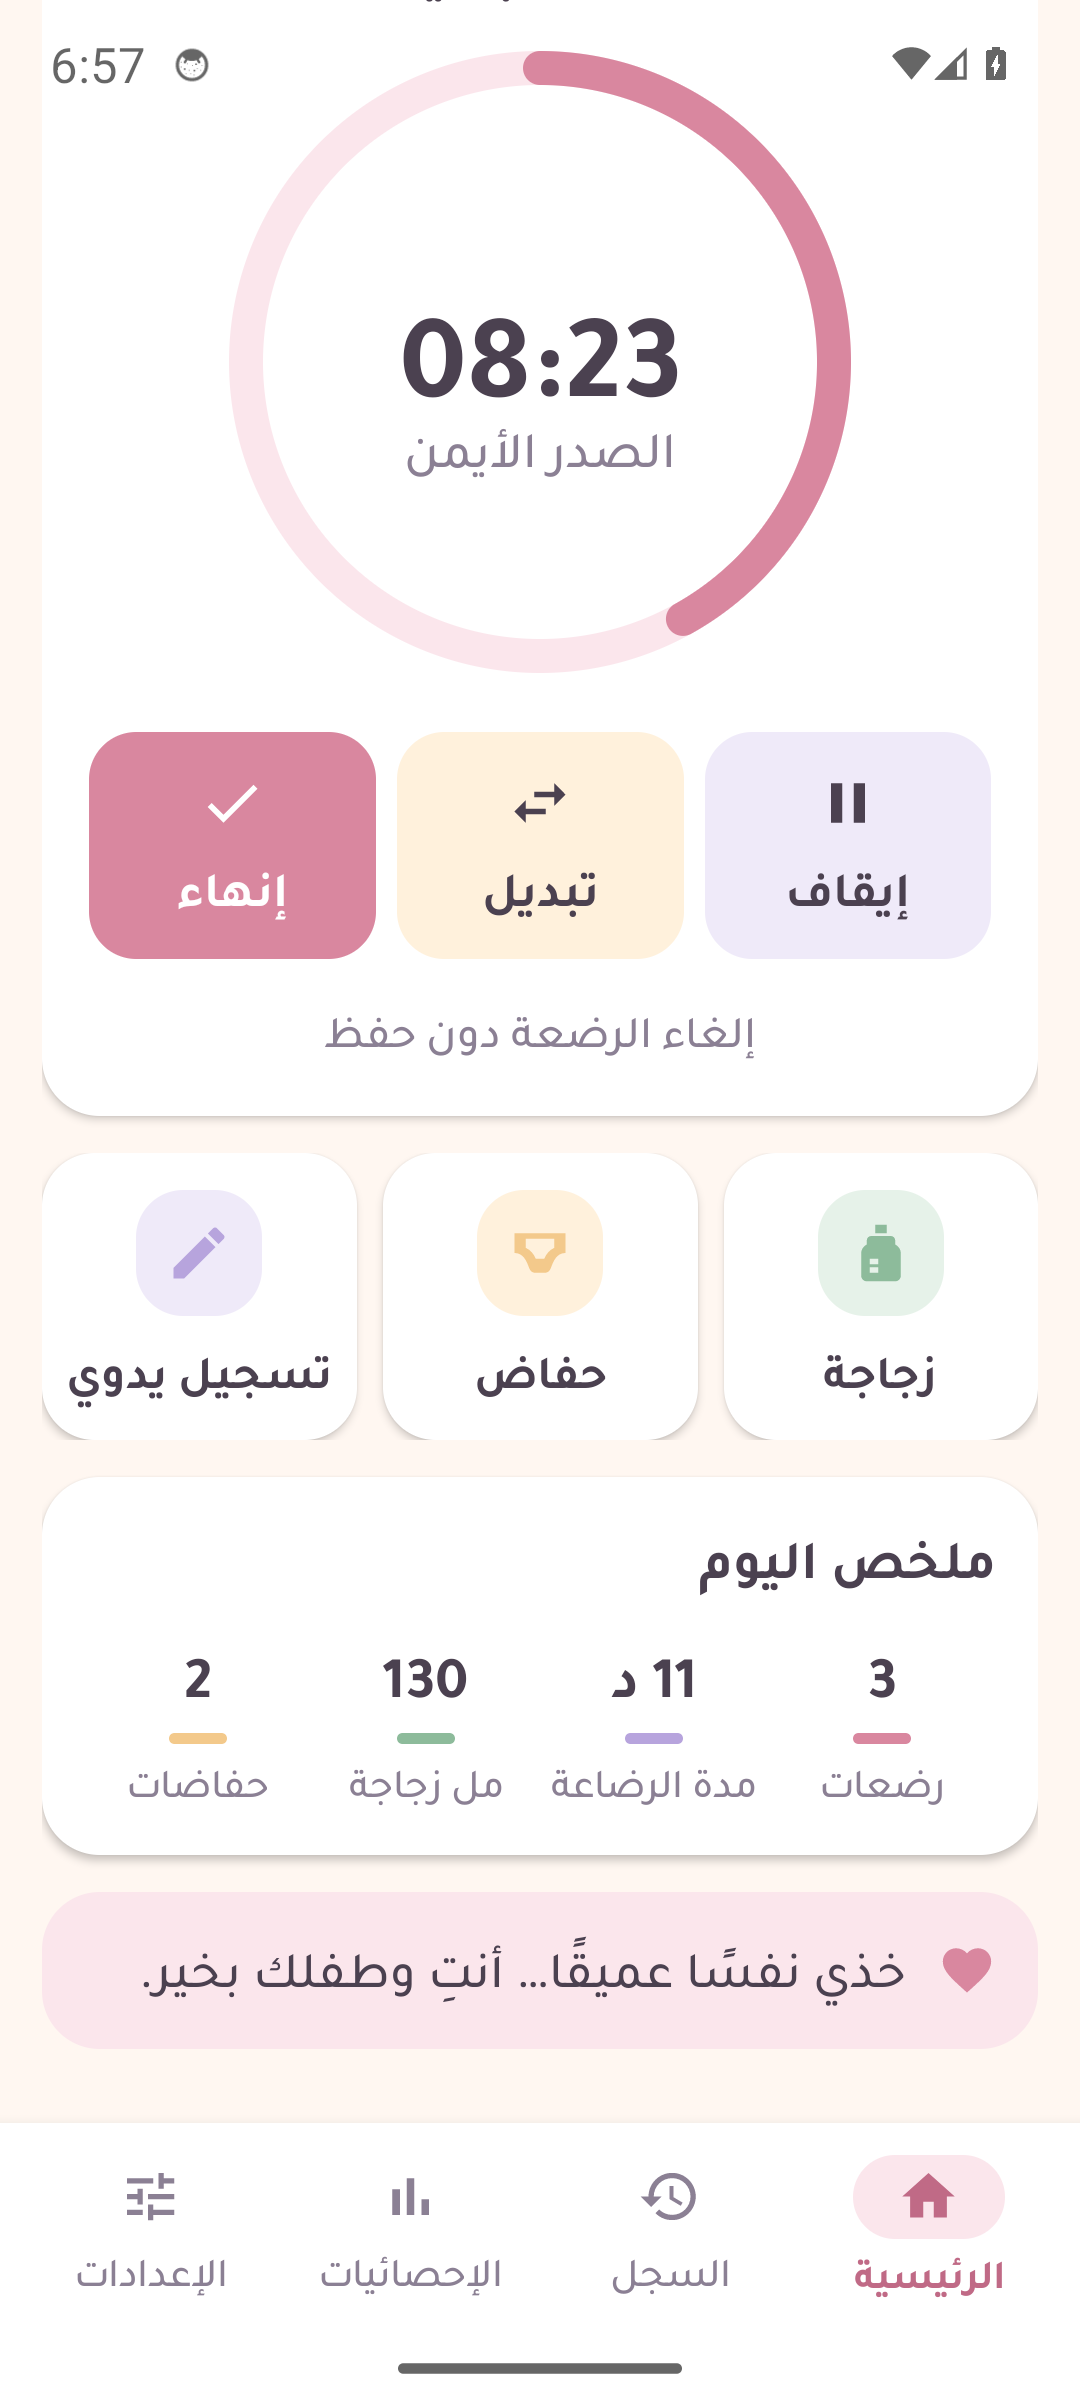 6:57
08:23
الصدر الأيمن
إيقاف
تبديل
إنهاء
إلغاء الرضعة دون حفظ
زجاجة
حفاض
تسجيل يدوي
ملخص اليوم
3
11 د
130
2
رضعات
مدة الرضاعة
مل زجاجة
حفاضات
خذي نفسًا عميقًا... أنتِ وطفلك بخير.
الرئيسية
السجل
الإحصائيات
الإعدادات